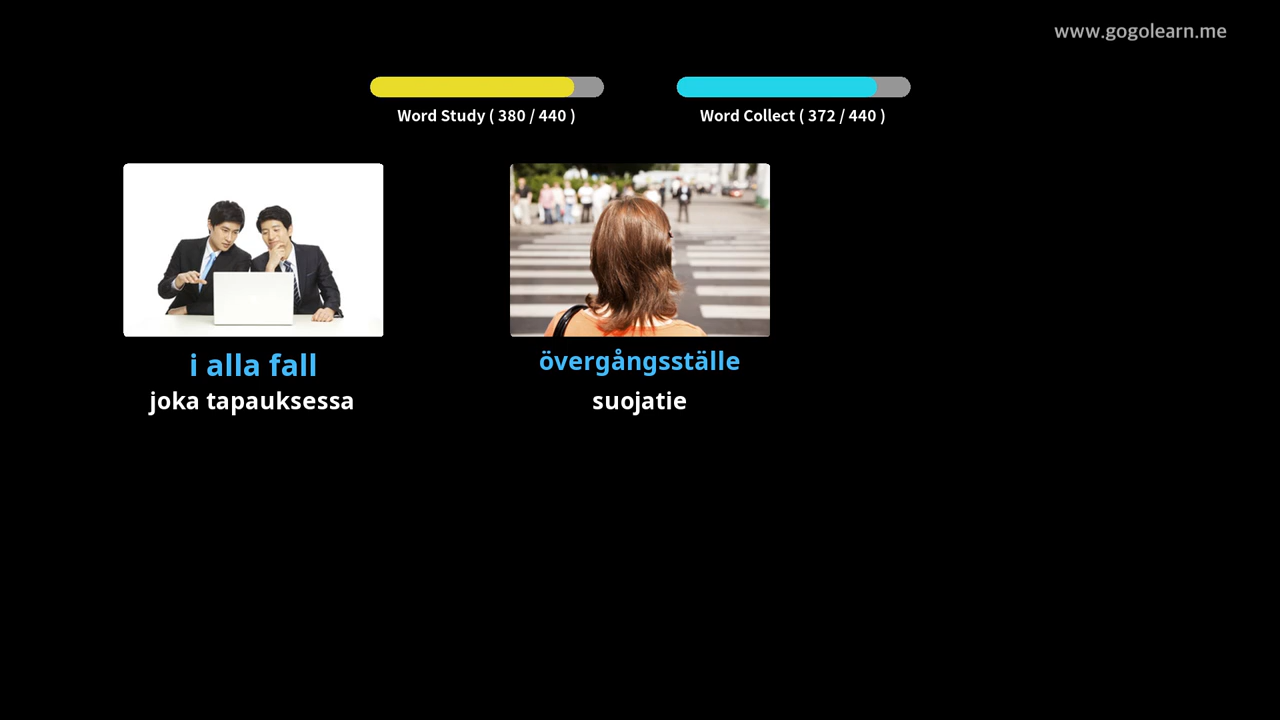 www.gogolearn.me
Word Study ( 380 / 440 )
Word Collect ( 372 / 440 )
i alla fall
joka tapauksessa
övergångsställe
suojatie